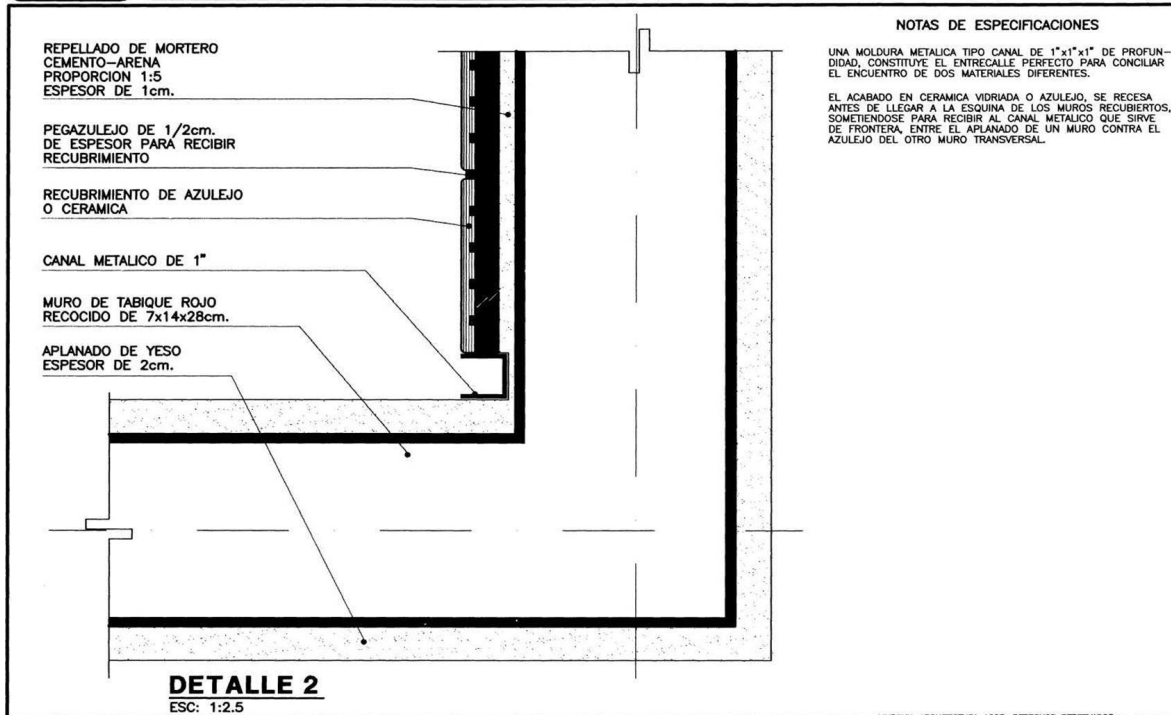 REPELLADO DE MORTERO
CEMENTO-ARENA
PROPORCION 1:5
ESPESOR DE 1cm.
PEGAZULEJO DE 1/2cm.
DE ESPESOR PARA RECIBIR
RECUBRIMIENTO
RECUBRIMIENTO DE AZULEJO
O CERAMICA
CANAL METALICO DE 1"
MURO DE TABIQUE ROJO
RECOCIDO DE 7x14x28cm.
APLANADO DE YESO
ESPESOR DE 2cm.
DETALLE 2
ESC: 1:2.5
NOTAS DE ESPECIFICACIONES
UNA MOLDURA METALICA TIPO CANAL DE 1"x1"x1" DE PROFUN-
DIDAD, CONSTITUYE EL ENTRECALLE PERFECTO PARA CONCILIAR
EL ENCUENTRO DE DOS MATERIALES DIFERENTES.
EL ACABADO EN CERAMICA VIDRIADA O AZULEJO, SE RECESA
ANTES DE LLEGAR A LA ESQUINA DE LOS MUROS RECUBIERTOS,
SOMETIENDOSE PARA RECIBIR AL CANAL METALICO QUE SIRVE
DE FRONTERA, ENTRE EL APLANADO DE UN MURO CONTRA EL
AZULEJO DEL OTRO MURO TRANSVERSAL.